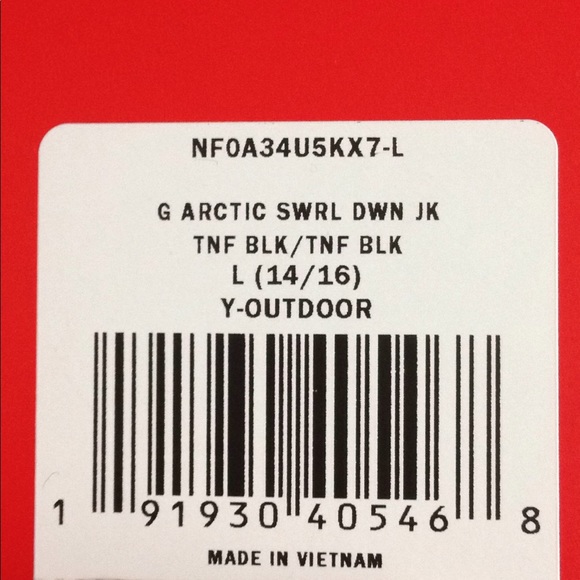 NF0A34U5KX7-L
G ARCTIC SWRL DWN JK
TNF BLK/TNF BLK
L (14/16)
Y-OUTDOOR
1 91930 40546 8
MADE IN VIETNAM